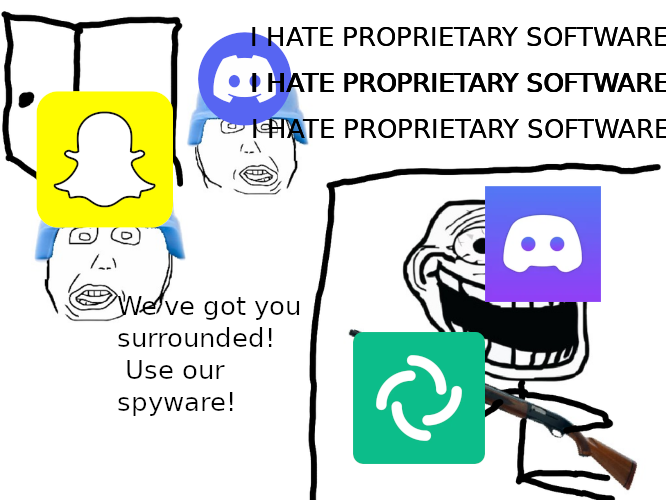 I HATE PROPRIETARY SOFTWARE
I HATE PROPRIETARY SOFTWARE
I HATE PROPRIETARY SOFTWARE
We've got you
surrounded!
Use our
spyware!